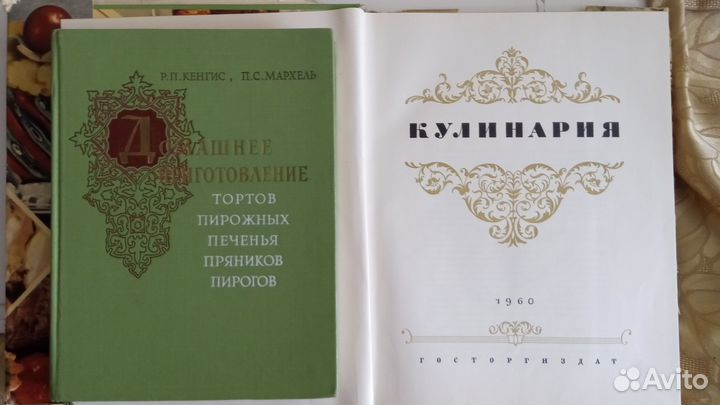 Р.П.КЕНГИС, П.С.МАРХЕЛЬ
ДОМАШНЕЕ
ПРИГОТОВЛЕНИЕ
ТОРТОВ
ПИРОЖНЫХ
ПЕЧЕНЬЯ
ПРЯНИКОВ
ПИРОГОВ
КУЛИНАРИЯ
1960
ГОСТОРГИЗДАТ
Avito